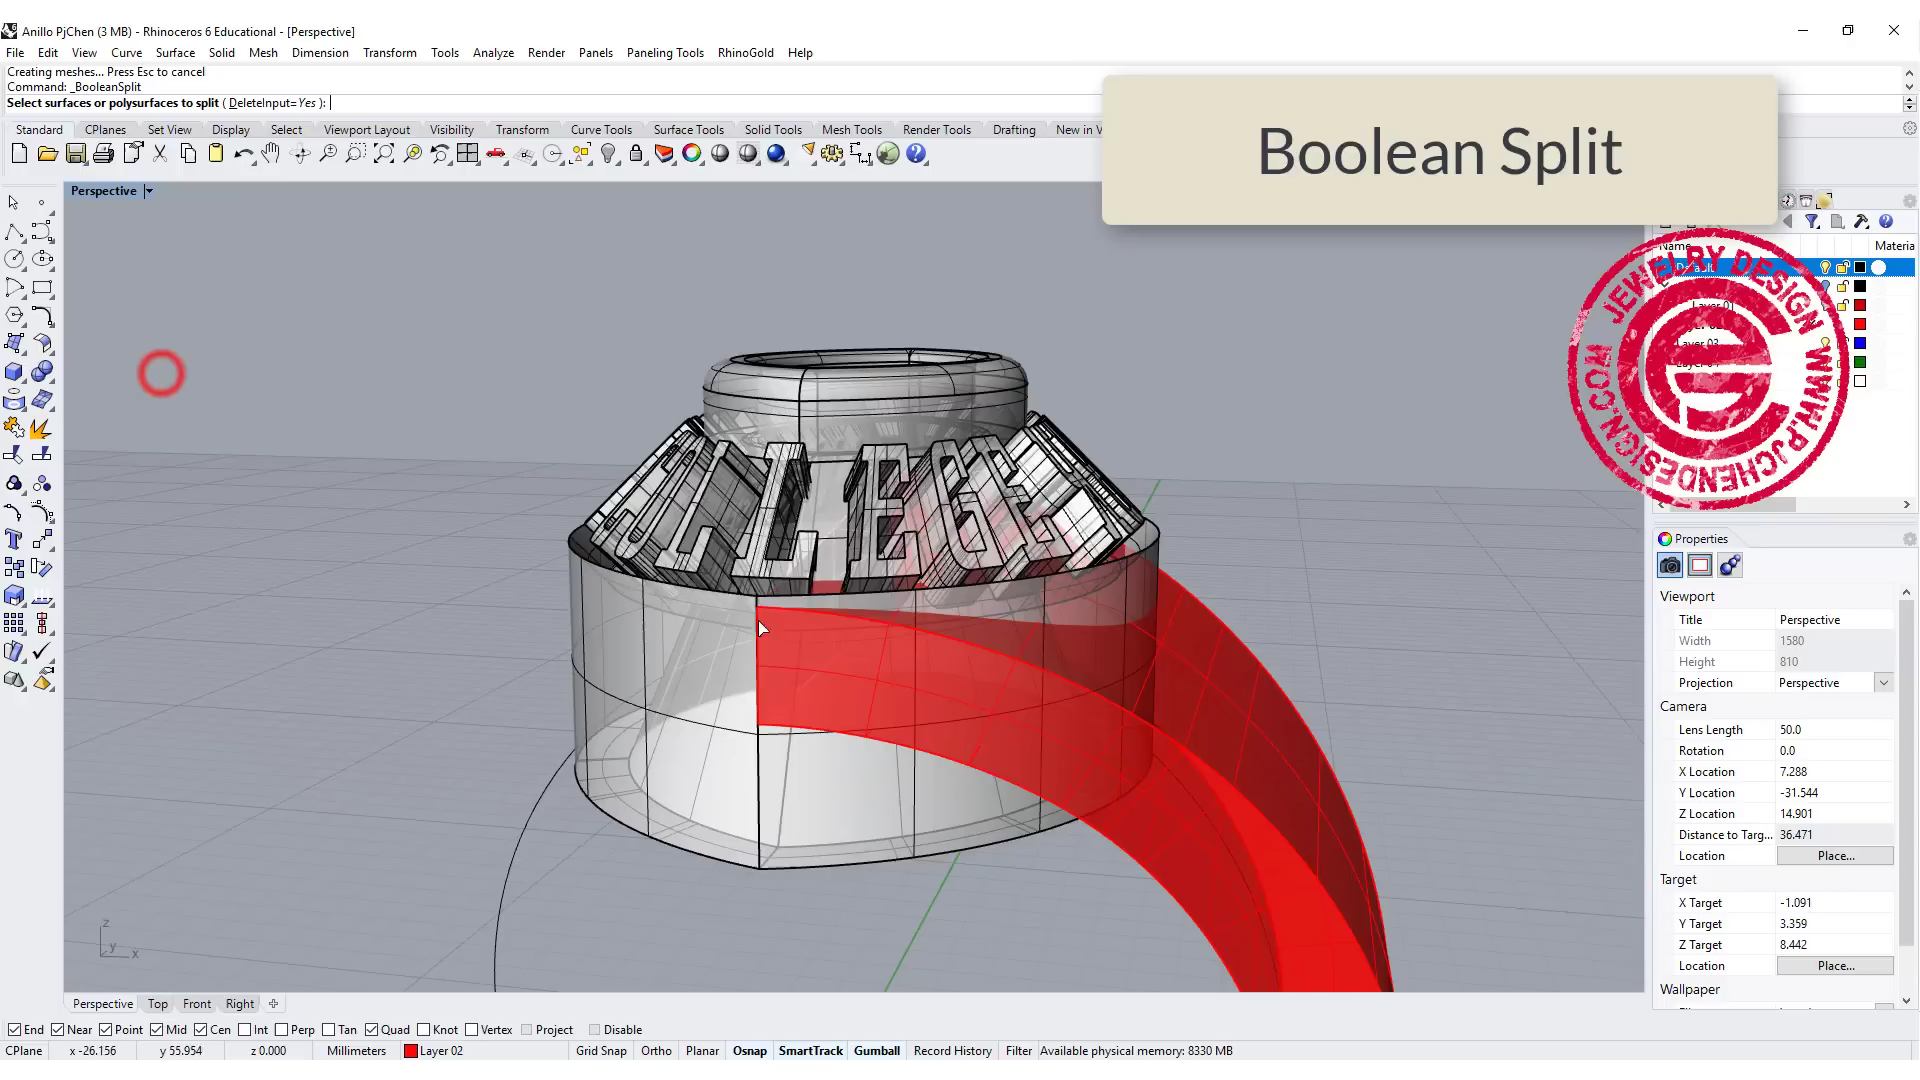 Anillo PjChen (3 MB) - Rhinoceros 6 Educational - [Perspective]
File Edit View Curve Surface Solid Mesh Dimension Transform Tools Analyze Render Panels Paneling Tools RhinoGold Help
Creating meshes... Press Esc to cancel
Command: _BooleanSplit
Select surfaces or polysurfaces to split ( DeleteInput=Yes ):
Boolean Split
Standard CPlanes Set View Display Select Viewport Layout Visibility Transform Curve Tools Surface Tools Solid Tools Mesh Tools Render Tools Drafting New in V
Perspective
Name Materia
Layer 01
Layer 03
JEWELRY DESIGN WWW.PJCHENDESIGN.COM
LLEGE
Properties
Viewport
Title Perspective
Width 1580
Height 810
Projection Perspective
Camera
Lens Length 50.0
Rotation 0.0
X Location 7.288
Y Location -31.544
Z Location 14.901
Distance to Targ... 36.471
Location Place...
Target
X Target -1.091
Y Target 3.359
Z Target 8.442
Location Place...
Wallpaper
z
y
x
Perspective Top Front Right
End Near Point Mid Cen Int Perp Tan Quad Knot Vertex Project Disable
CPlane x -26.156 y 55.954 z 0.000 Millimeters Layer 02 Grid Snap Ortho Planar Osnap SmartTrack Gumball Record History Filter Available physical memory: 8330 MB